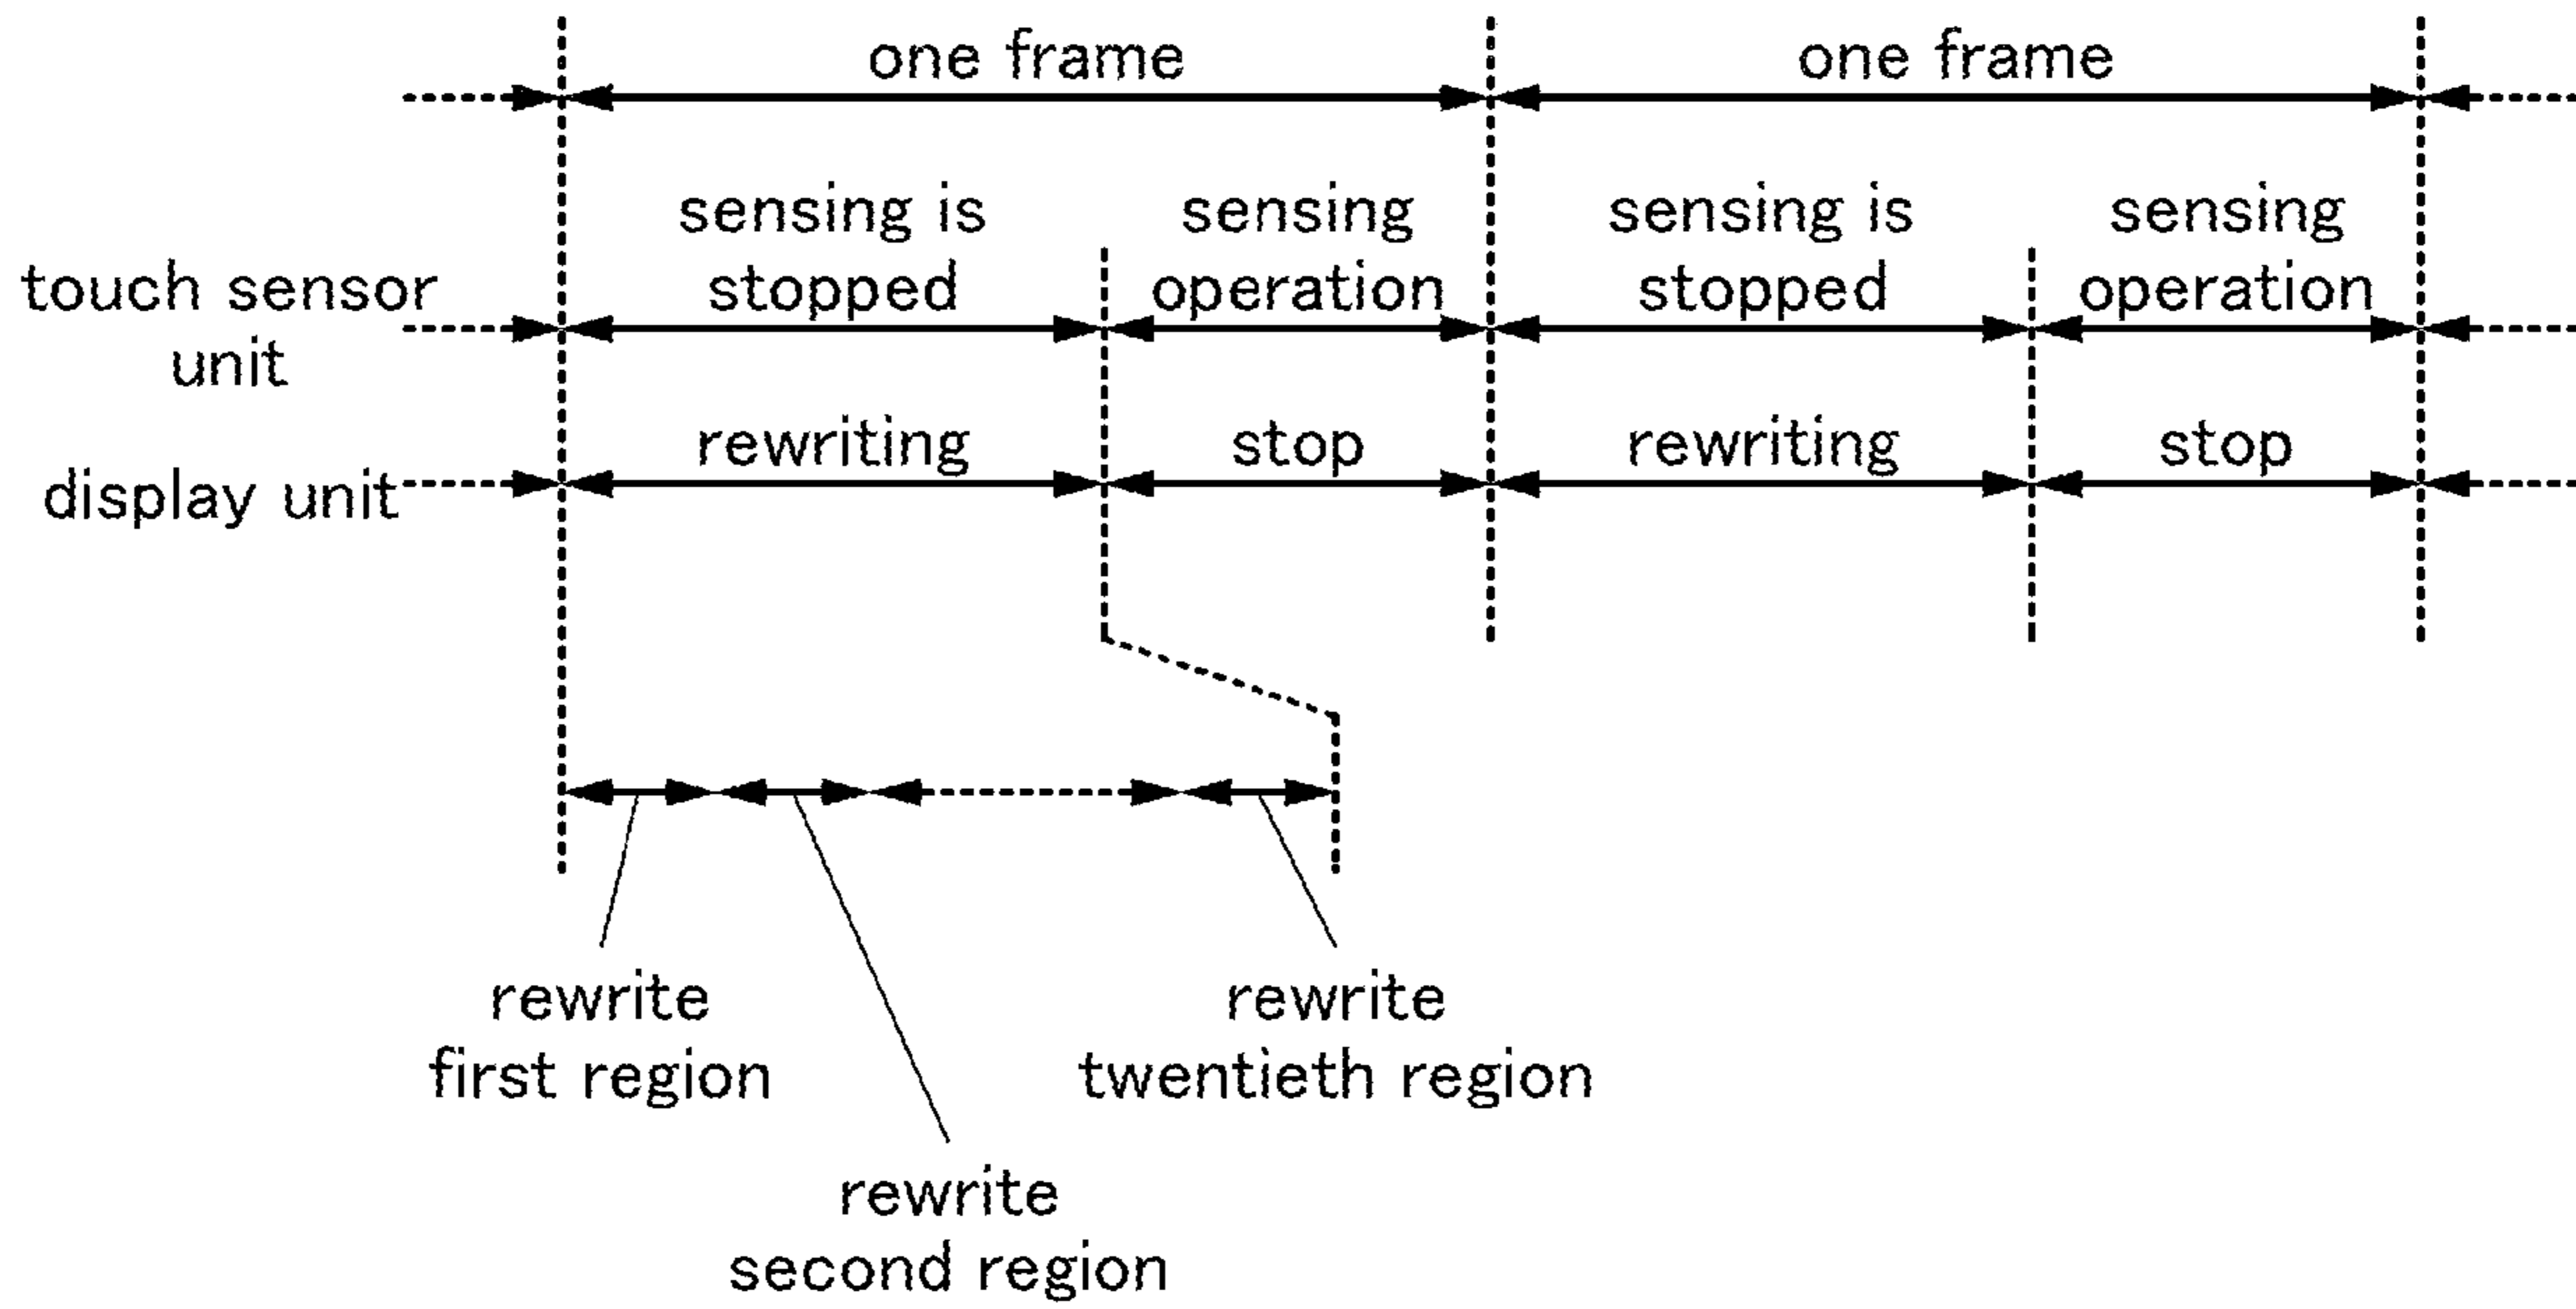 one frame
one frame
sensing is
stopped
sensing
operation
sensing is
stopped
sensing
operation
touch sensor
unit
rewriting
stop
rewriting
stop
display unit
rewrite
first region
rewrite
twentieth region
rewrite
second region